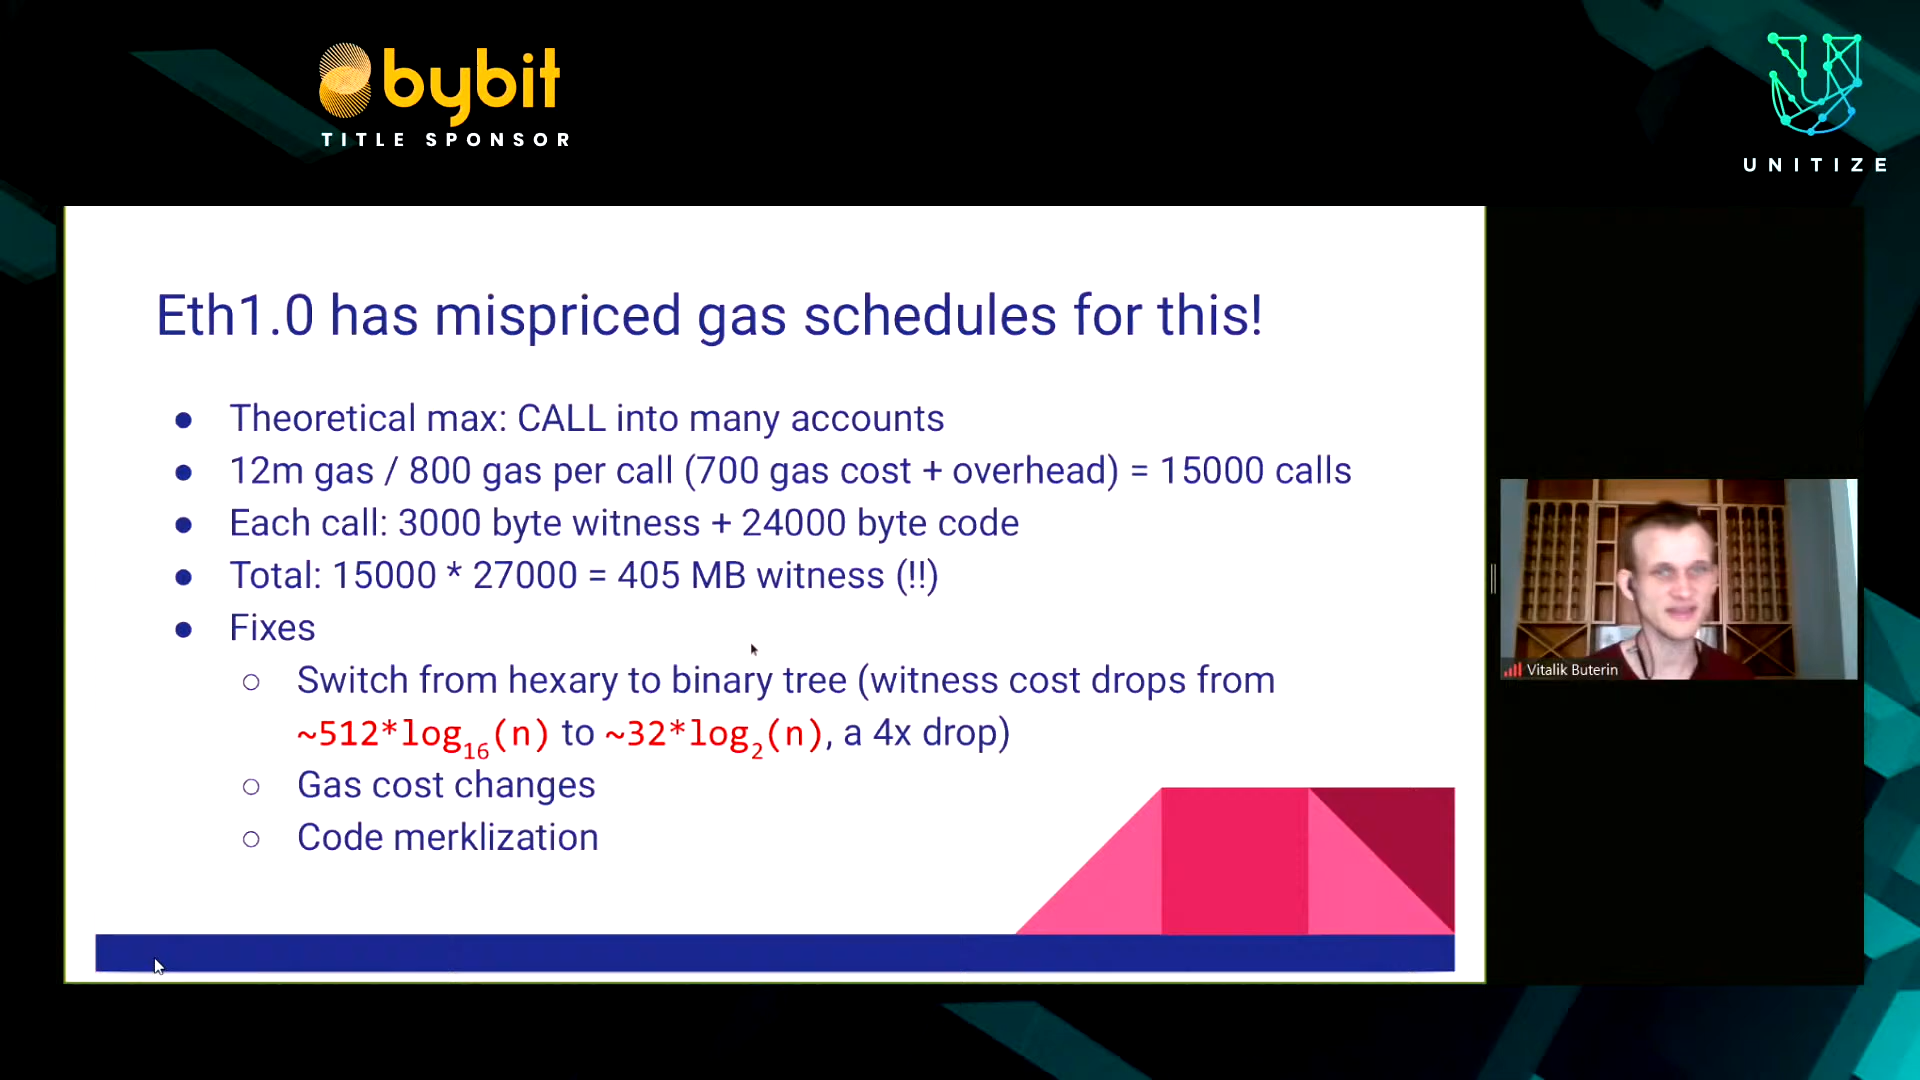 bybit
TITLE SPONSOR
UNITIZE
Eth1.0 has mispriced gas schedules for this!
● Theoretical max: CALL into many accounts
● 12m gas / 800 gas per call (700 gas cost + overhead) = 15000 calls
● Each call: 3000 byte witness + 24000 byte code
● Total: 15000 * 27000 = 405 MB witness (!!)
● Fixes
○ Switch from hexary to binary tree (witness cost drops from
~512*log₁₆(n) to ~32*log₂(n), a 4x drop)
○ Gas cost changes
○ Code merklization
Vitalik Buterin